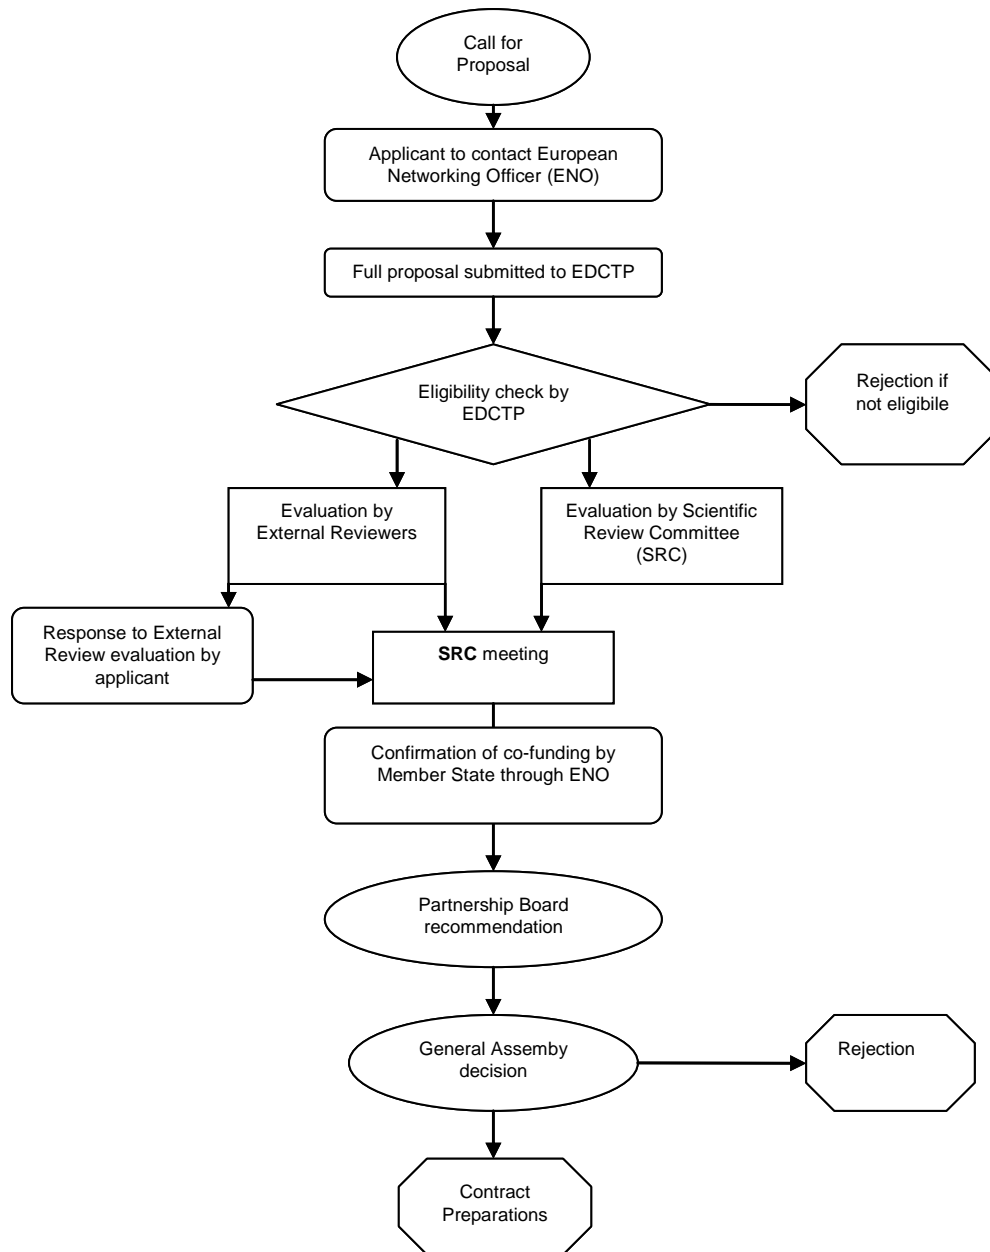 Call for
Proposal
Applicant to contact European
Networking Officer (ENO)
Full proposal submitted to EDCTP
Eligibility check by
EDCTP
Rejection if
not eligibile
Evaluation by
External Reviewers
Evaluation by Scientific
Review Committee
(SRC)
Response to External
Review evaluation by
applicant
SRC meeting
Confirmation of co-funding by
Member State through ENO
Partnership Board
recommendation
General Assemby
decision
Rejection
Contract
Preparations